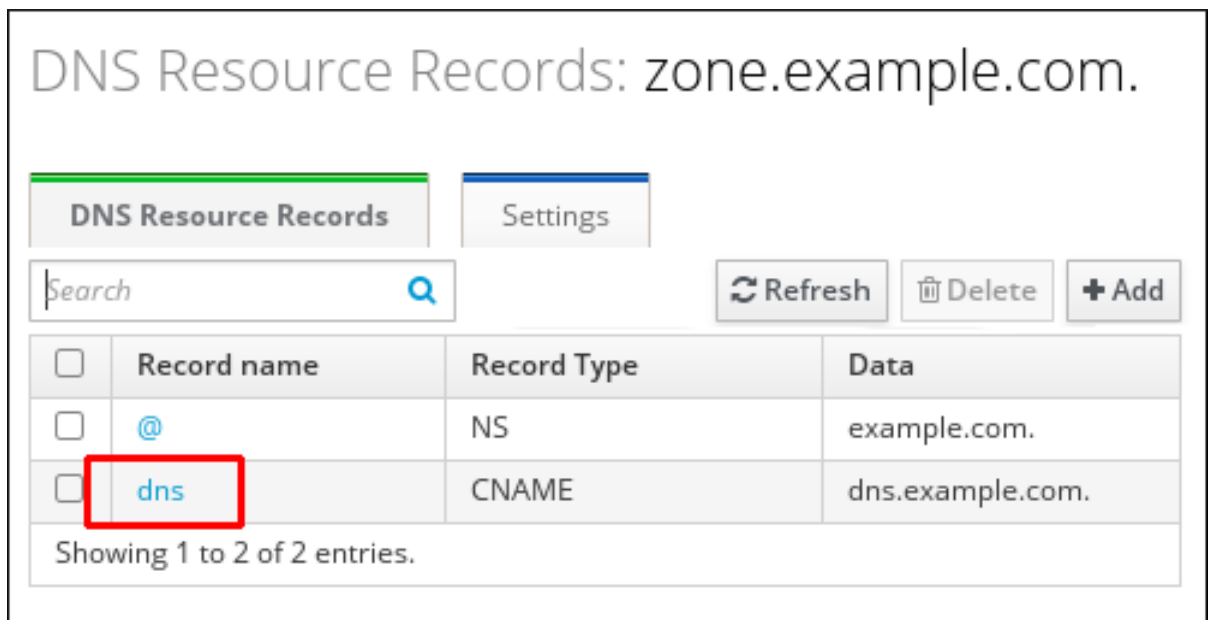 DNS Resource Records: zone.example.com.
DNS Resource Records Settings
Search Refresh Delete Add
Record name Record Type Data
@ NS example.com.
dns CNAME dns.example.com.
Showing 1 to 2 of 2 entries.